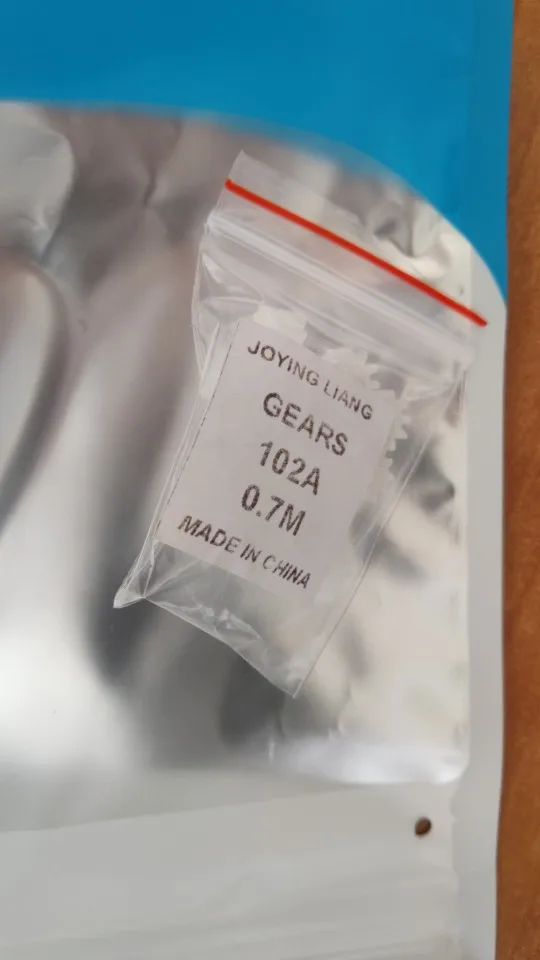 JOYING LIANG
GEARS
102A
0.7M
MADE IN CHINA